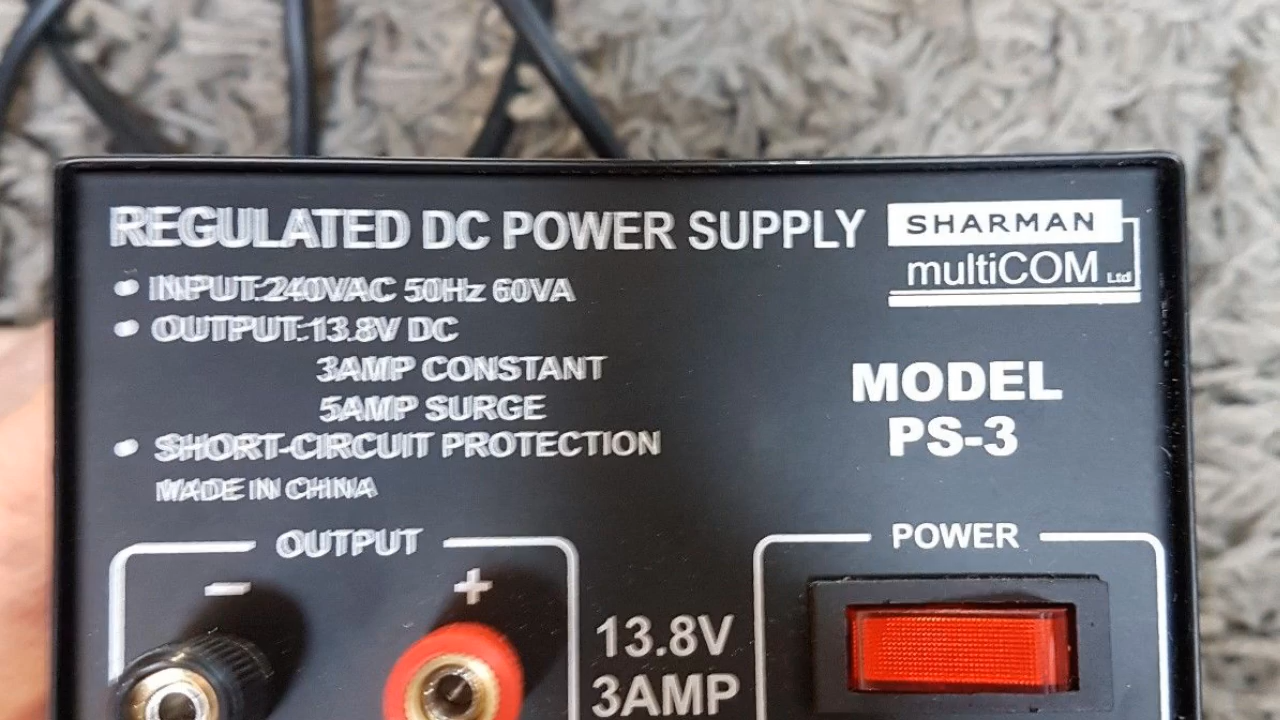 REGULATED DC POWER SUPPLY
SHARMAN
multiCOM Ltd
• INPUT:240VAC 50Hz 60VA
• OUTPUT:13.8V DC
3AMP CONSTANT
5AMP SURGE
• SHORT-CIRCUIT PROTECTION
MADE IN CHINA
MODEL
PS-3
OUTPUT
- +
13.8V
3AMP
POWER